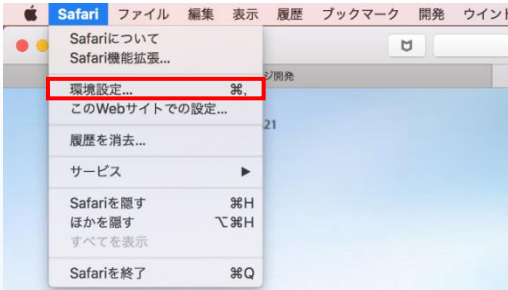 Safari ファイル 編集 表示 履歴 ブックマーク 開発 ウイン
Safariについて
Safari機能拡張...
ジ開発
環境設定... ⌘,
このWebサイトでの設定...
21
履歴を消去...
サービス ▶
Safariを隠す ⌘H
ほかを隠す ⌥⌘H
すべてを表示
Safariを終了 ⌘Q